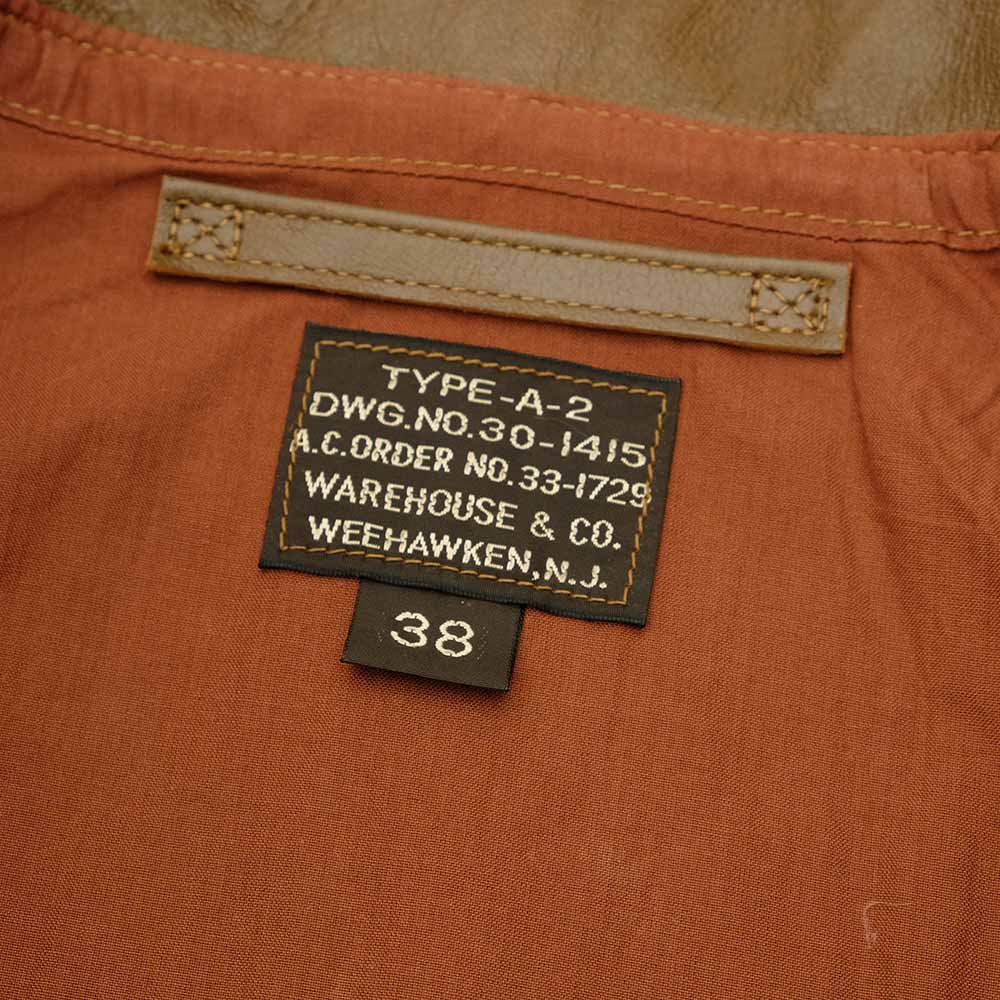 TYPE-A-2
DWG.NO.30-1415
A.C.ORDER NO.33-1729
WAREHOUSE & CO.
WEEHAWKEN,N.J.
38